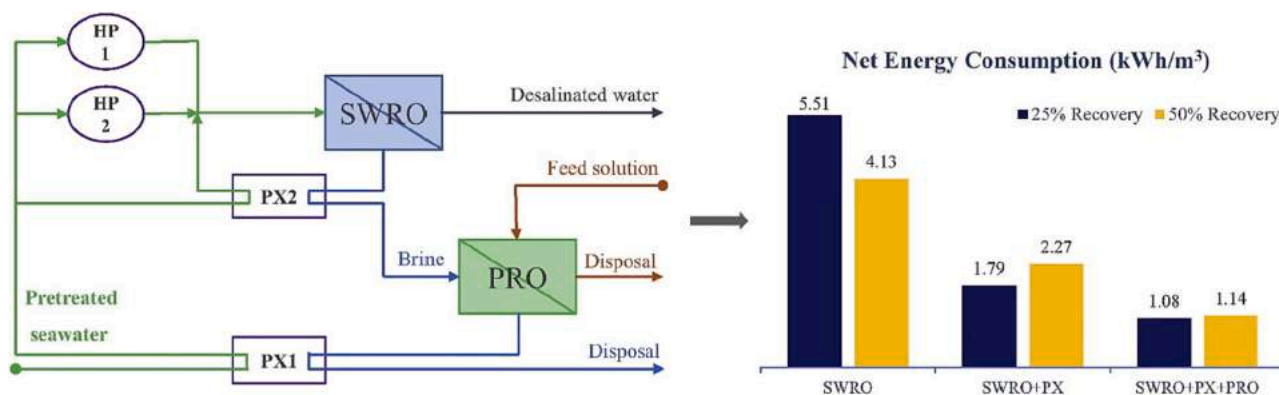 HP
1
HP
2
SWRO
Desalinated water
Feed solution
PX2
Brine
PRO
Disposal
Pretreated
seawater
PX1
Disposal
Net Energy Consumption (kWh/m³)
25% Recovery
50% Recovery
5.51
4.13
1.79
2.27
1.08
1.14
SWRO
SWRO+PX
SWRO+PX+PRO